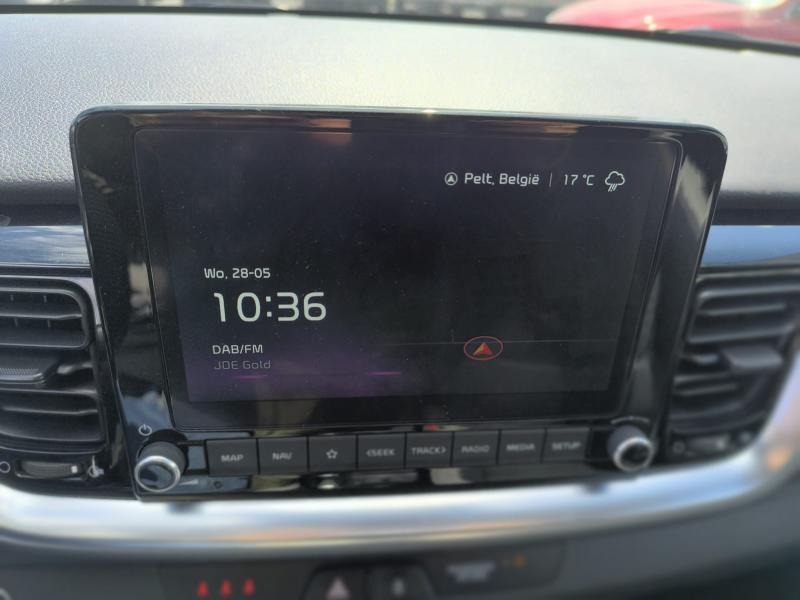 Pelt, België | 17 °C
Wo, 28-05
10:36
DAB/FM
JOE Gold
MAP NAV <SEEK TRACK> RADIO MEDIA SETUP